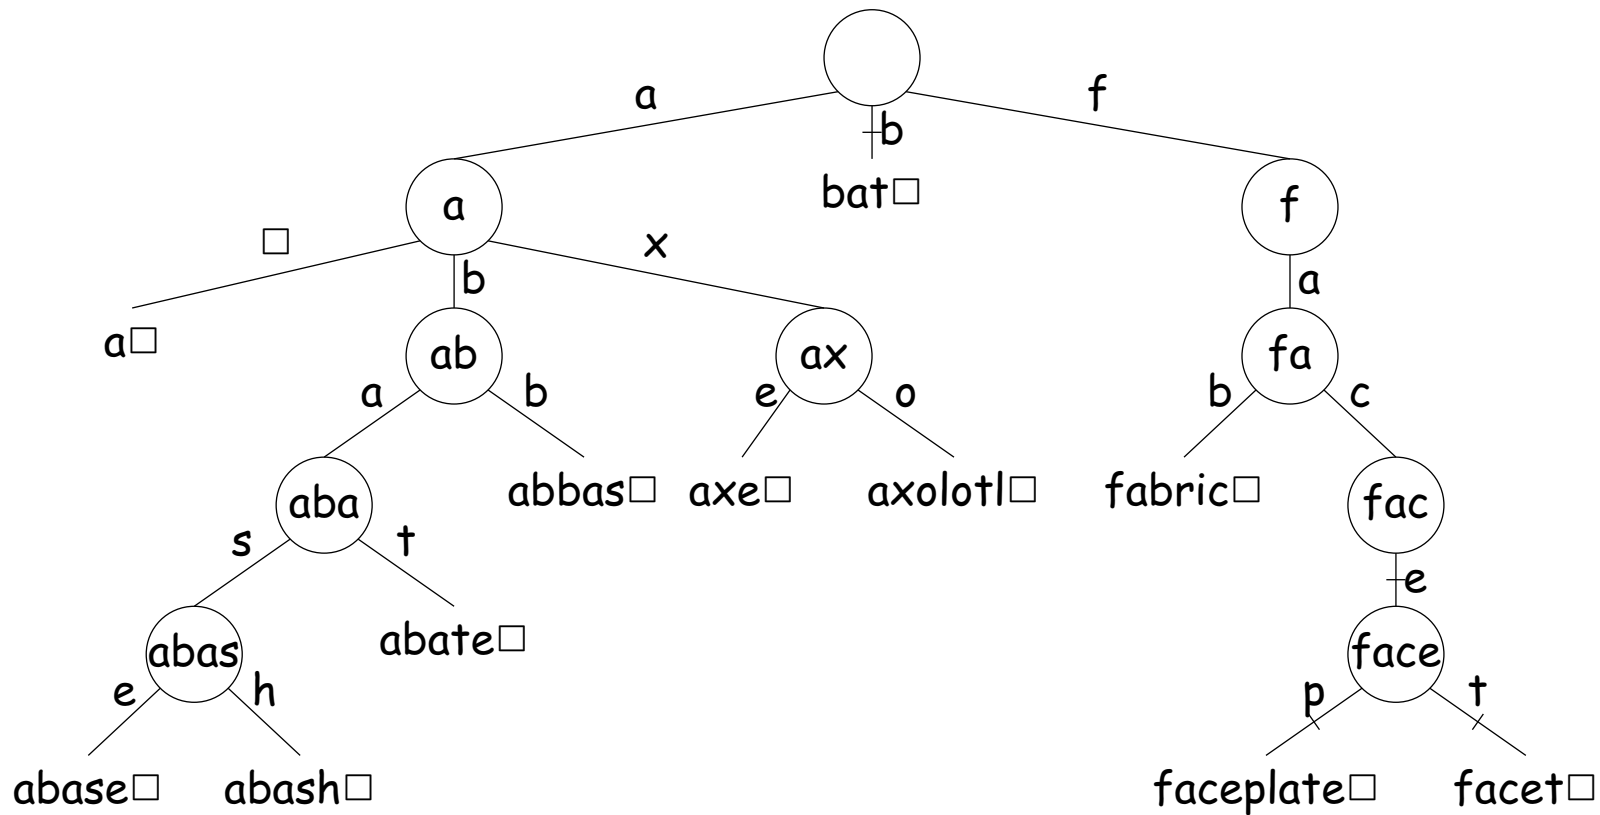 a f
b
bat□
a f
□ x
b a
a□
ab ax fa
a b e o b c
abbas□ axe□ axolotl□ fabric□
aba fac
s t
e
abate□
abas face
e h p t
abase□ abash□ faceplate□ facet□